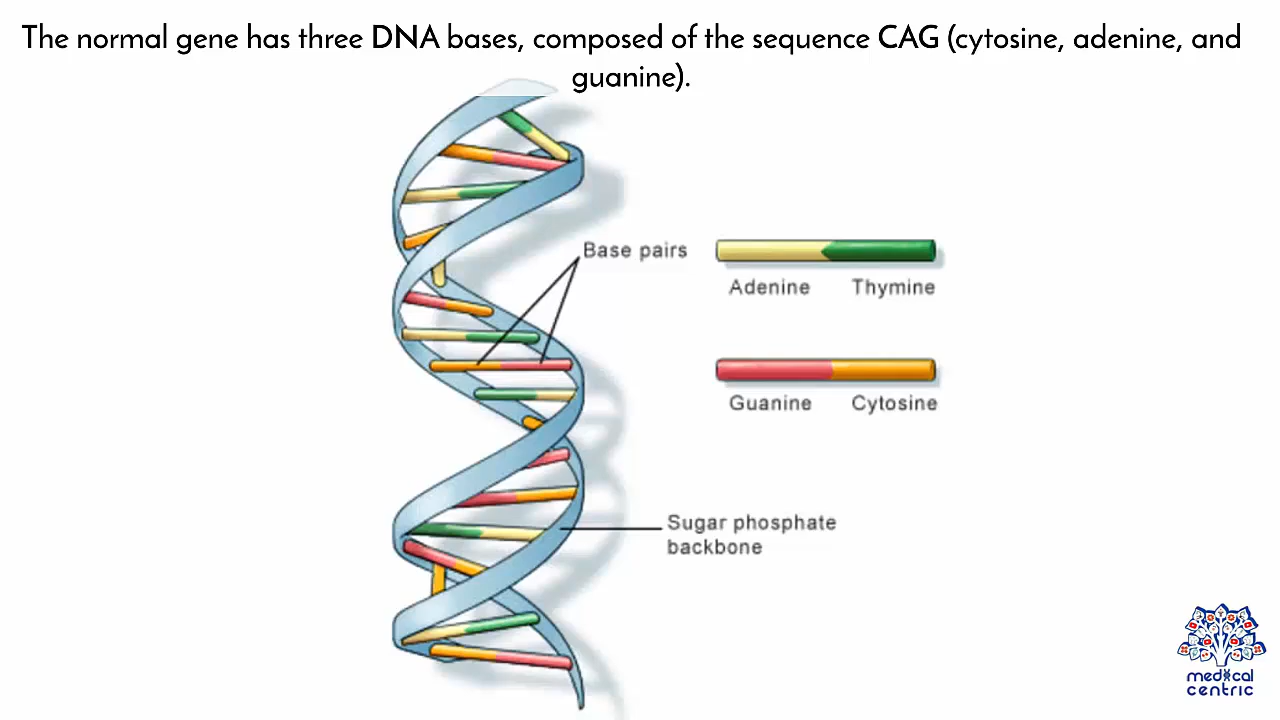 The normal gene has three DNA bases, composed of the sequence CAG (cytosine, adenine, and
guanine).
Base pairs
Adenine Thymine
Guanine Cytosine
Sugar phosphate
backbone
medical
centric